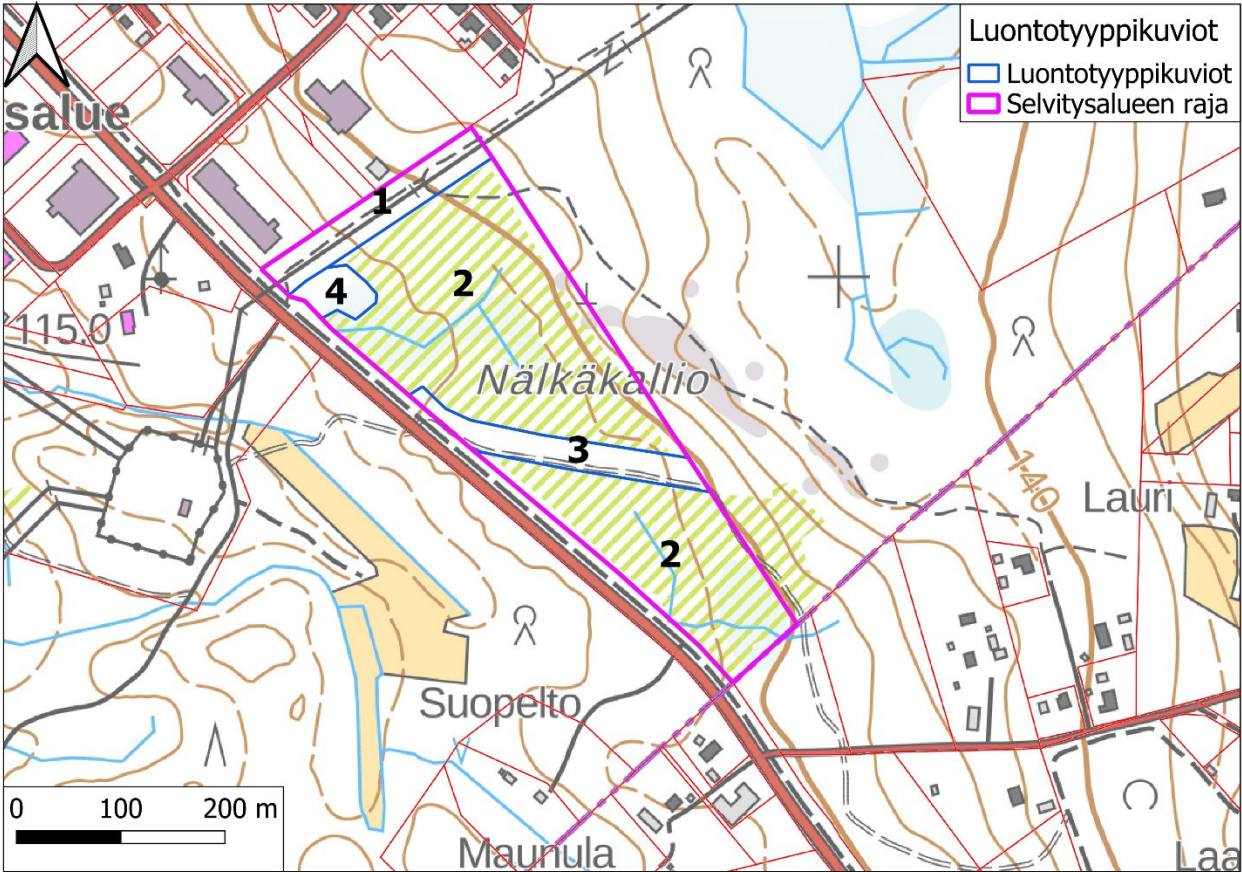 Luontotyyppikuviot
Luontotyyppikuviot
Selvitysalueen raja
salue
1
2
4
115.0
Nälkäkallio
3
140
Lauri
2
Suopelto
Maunula
Laa
0 100 200 m